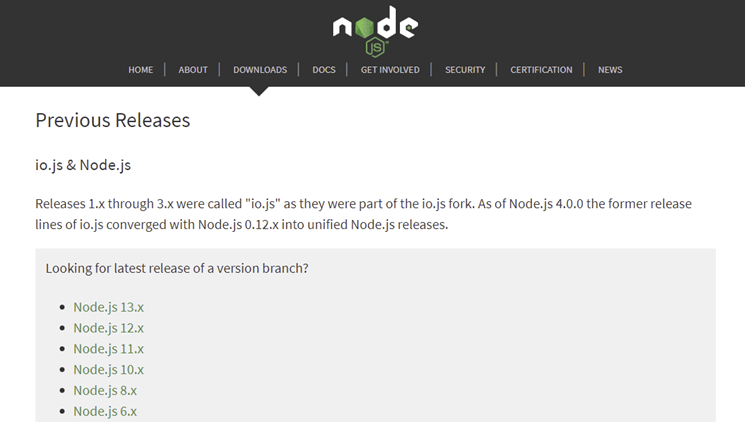 node
JS
HOME
ABOUT
DOWNLOADS
DOCS
GET INVOLVED
SECURITY
CERTIFICATION
NEWS
Previous Releases
io.js & Node.js
Releases 1.x through 3.x were called "io.js" as they were part of the io.js fork. As of Node.js 4.0.0 the former release
lines of io.js converged with Node.js 0.12.x into unified Node.js releases.
Looking for latest release of a version branch?
Node.js 13.x
Node.js 12.x
Node.js 11.x
Node.js 10.x
Node.js 8.x
Node.js 6.x